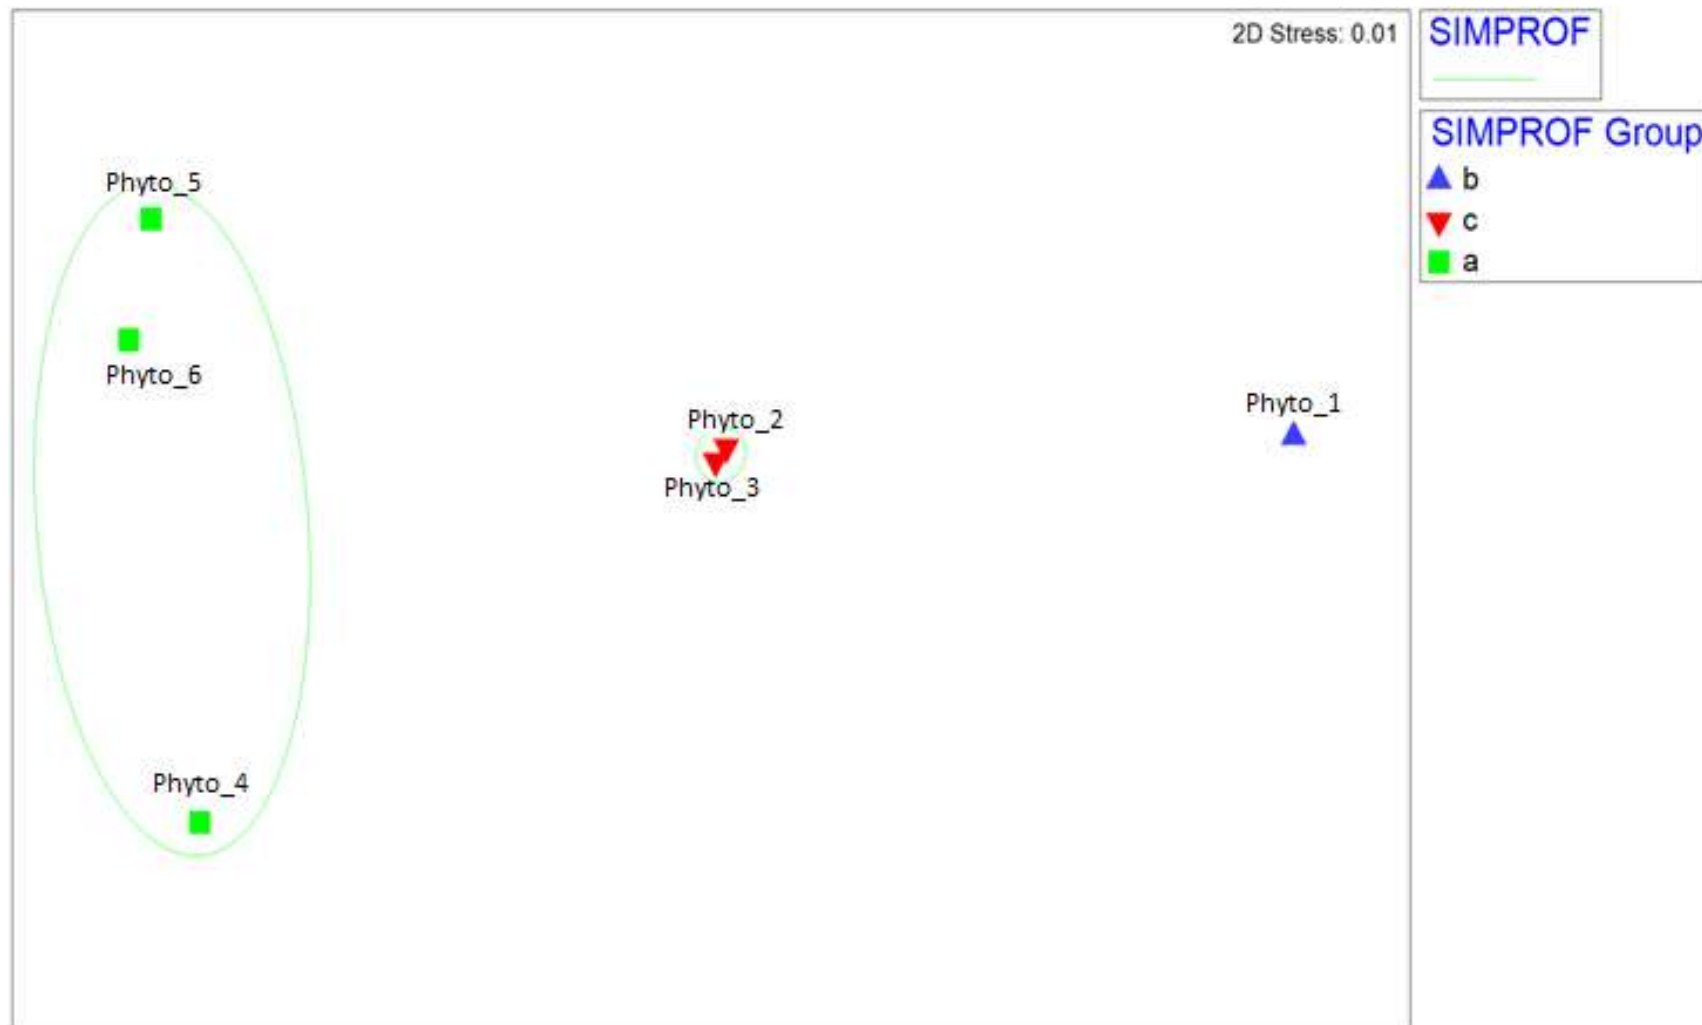 2D Stress: 0.01
SIMPROF
SIMPROF Group
b
c
a
Phyto_5
Phyto_6
Phyto_2
Phyto_1
Phyto_3
Phyto_4